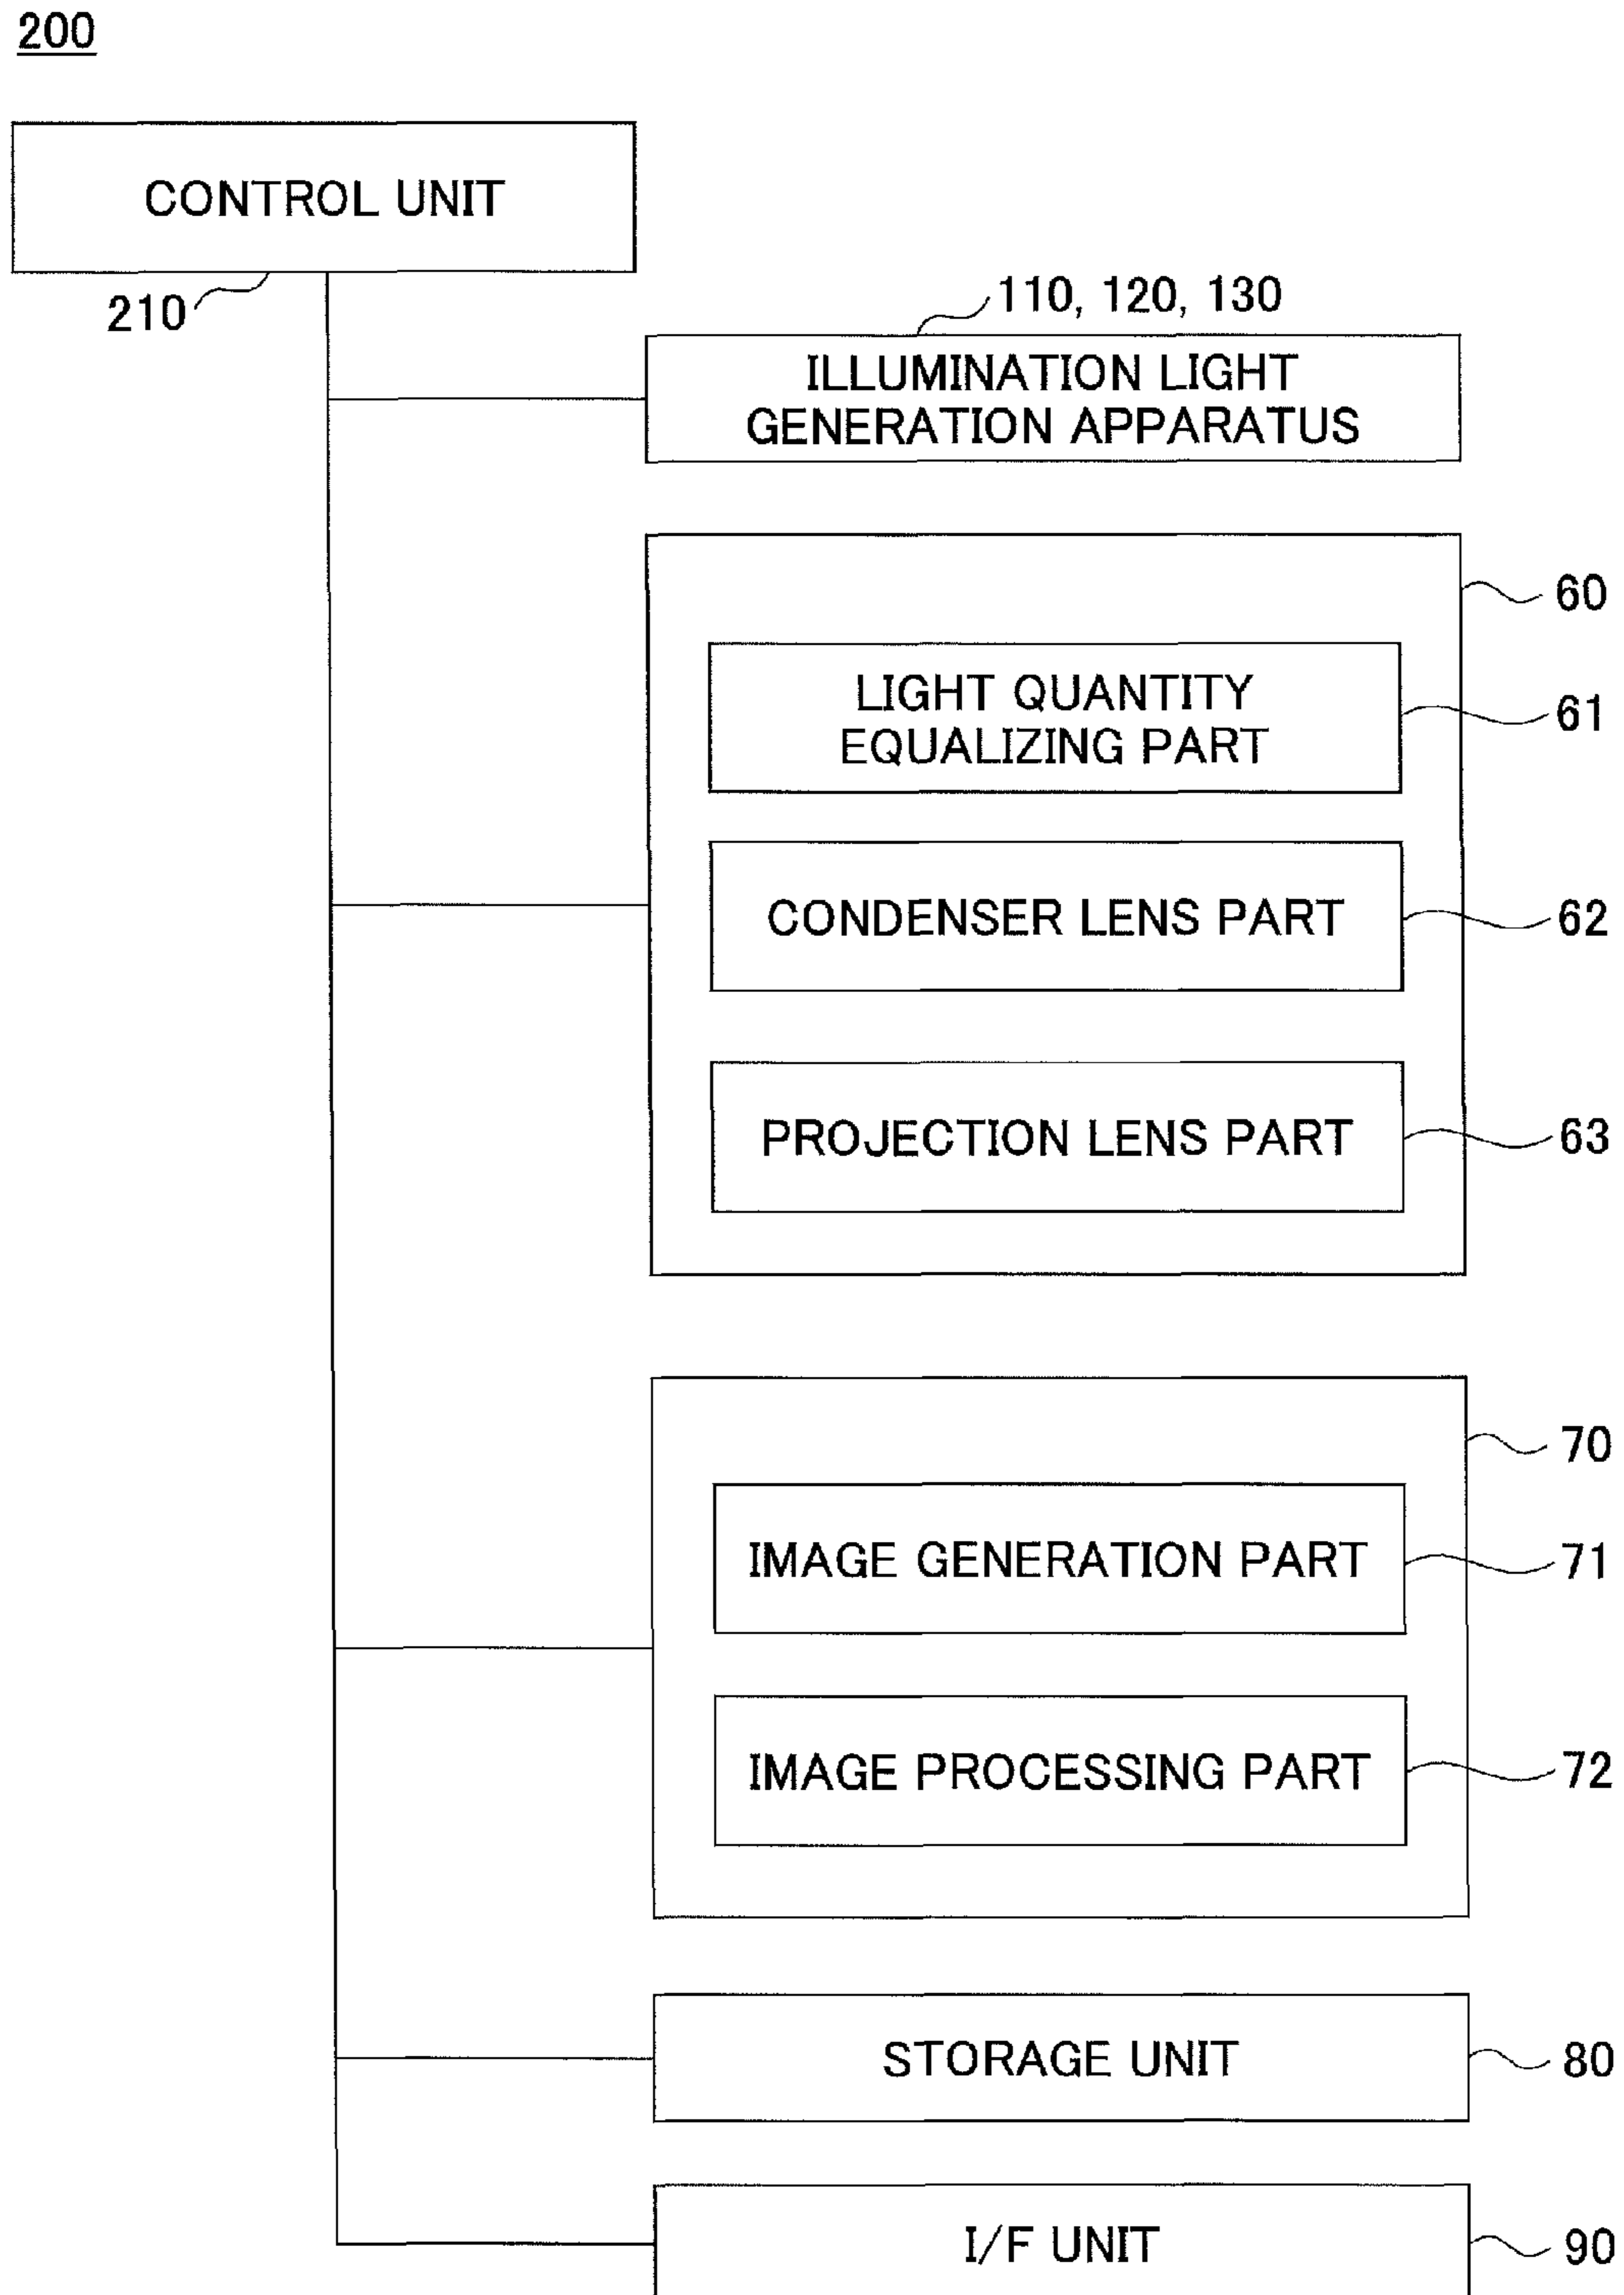 200
CONTROL UNIT
210
110, 120, 130
ILLUMINATION LIGHT
GENERATION APPARATUS
60
LIGHT QUANTITY
EQUALIZING PART
61
CONDENSER LENS PART
62
PROJECTION LENS PART
63
70
IMAGE GENERATION PART
71
IMAGE PROCESSING PART
72
STORAGE UNIT
80
I/F UNIT
90